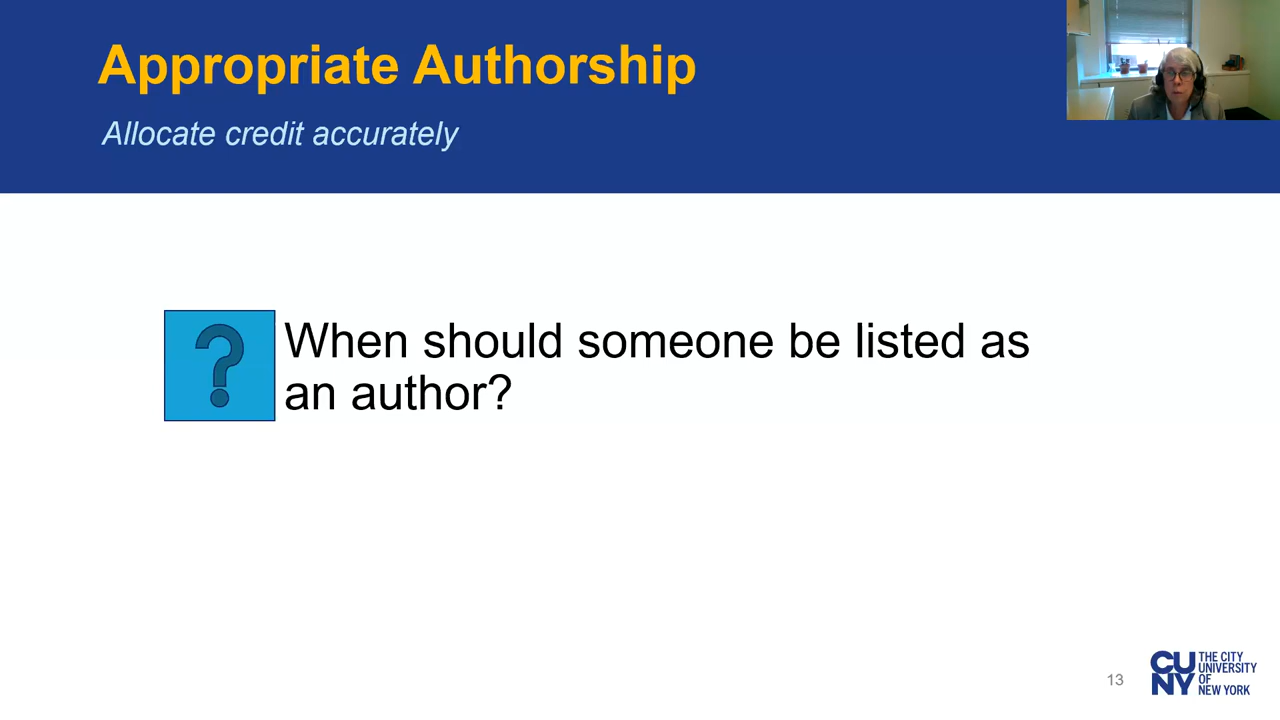 Appropriate Authorship
Allocate credit accurately
?
When should someone be listed as
an author?
13
CU
NY
THE CITY
UNIVERSITY
OF
NEW YORK